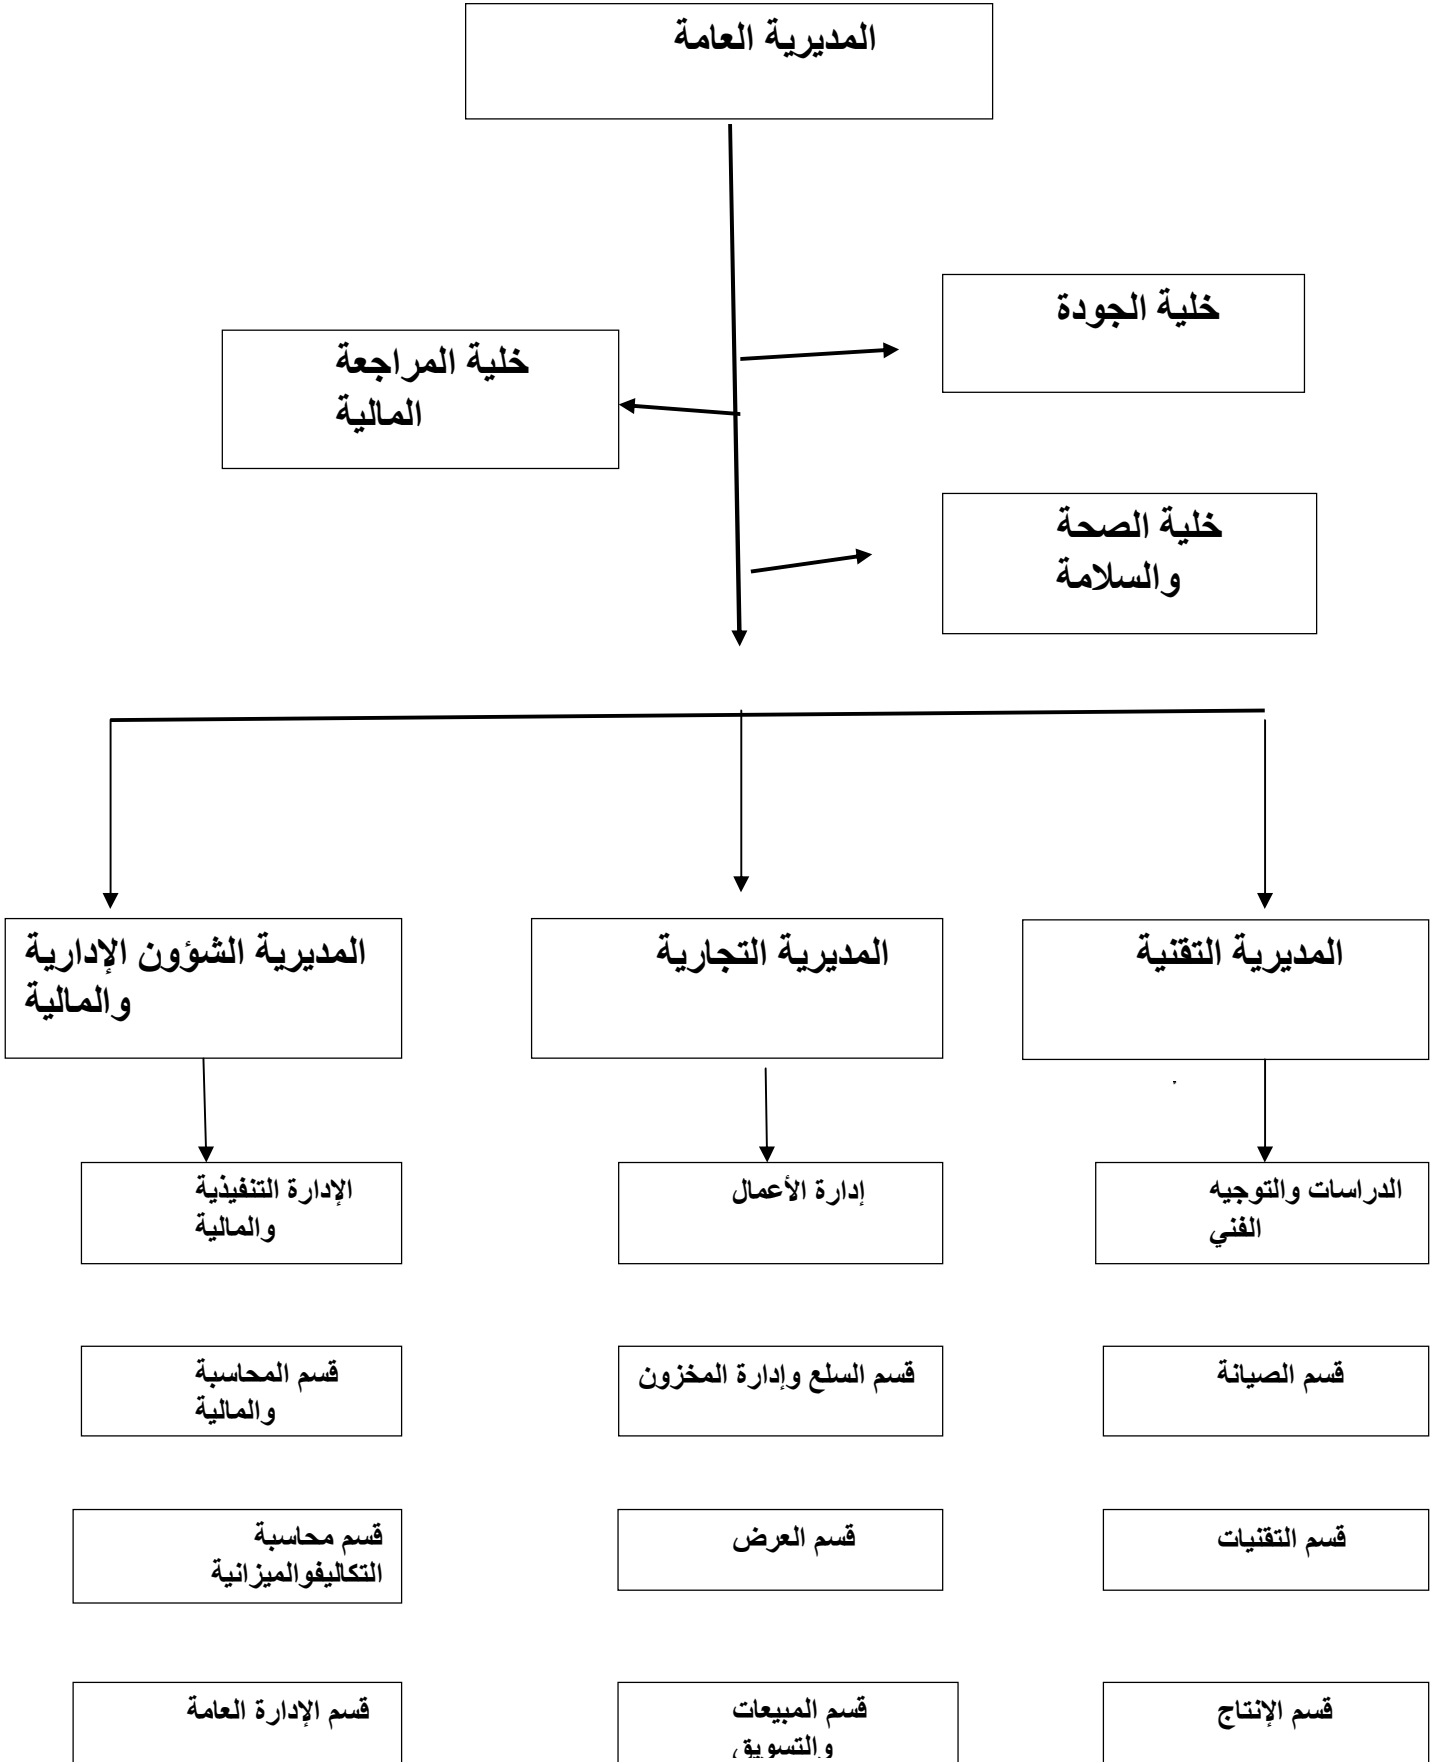 المديرية العامة
خلية الجودة
خلية المراجعة
المالية
خلية الصحة
والسلامة
المديرية التقنية
المديرية التجارية
المديرية الشؤون الإدارية
والمالية
الدراسات والتوجيه
الفني
إدارة الأعمال
الإدارة التنفيذية
والمالية
قسم الصيانة
قسم السلع وإدارة المخزون
قسم المحاسبة
والمالية
قسم التقنيات
قسم العرض
قسم محاسبة
التكاليفوالميزانية
قسم الإنتاج
قسم المبيعات
والتسويق
قسم الإدارة العامة